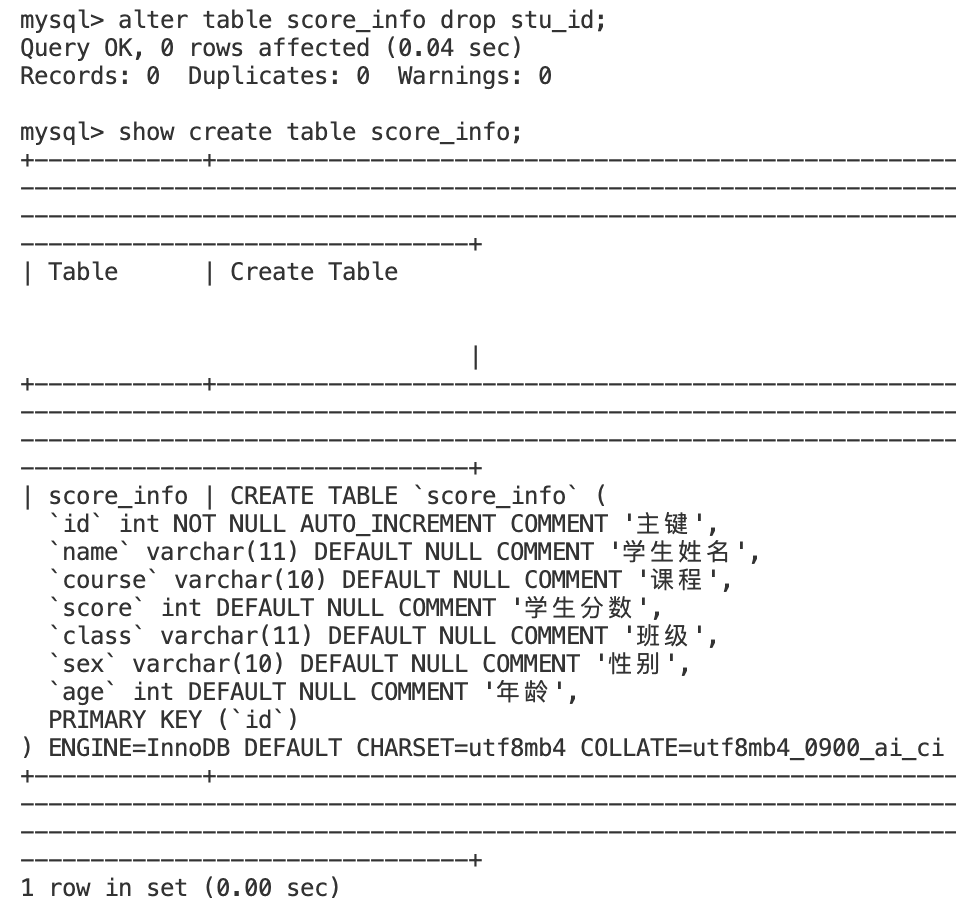 mysql> alter table score_info drop stu_id;
Query OK, 0 rows affected (0.04 sec)
Records: 0  Duplicates: 0  Warnings: 0
mysql> show create table score_info;
+------------+-----------------------------------------------------
-------------------------------------------------------------------
-------------------------------------------------------------------
--------------------------------+
| Table      | Create Table
|
+------------+-----------------------------------------------------
-------------------------------------------------------------------
-------------------------------------------------------------------
--------------------------------+
| score_info | CREATE TABLE `score_info` (
  `id` int NOT NULL AUTO_INCREMENT COMMENT '主键',
  `name` varchar(11) DEFAULT NULL COMMENT '学生姓名',
  `course` varchar(10) DEFAULT NULL COMMENT '课程',
  `score` int DEFAULT NULL COMMENT '学生分数',
  `class` varchar(11) DEFAULT NULL COMMENT '班级',
  `sex` varchar(10) DEFAULT NULL COMMENT '性别',
  `age` int DEFAULT NULL COMMENT '年龄',
  PRIMARY KEY (`id`)
) ENGINE=InnoDB DEFAULT CHARSET=utf8mb4 COLLATE=utf8mb4_0900_ai_ci
+------------+-----------------------------------------------------
-------------------------------------------------------------------
-------------------------------------------------------------------
--------------------------------+
1 row in set (0.00 sec)